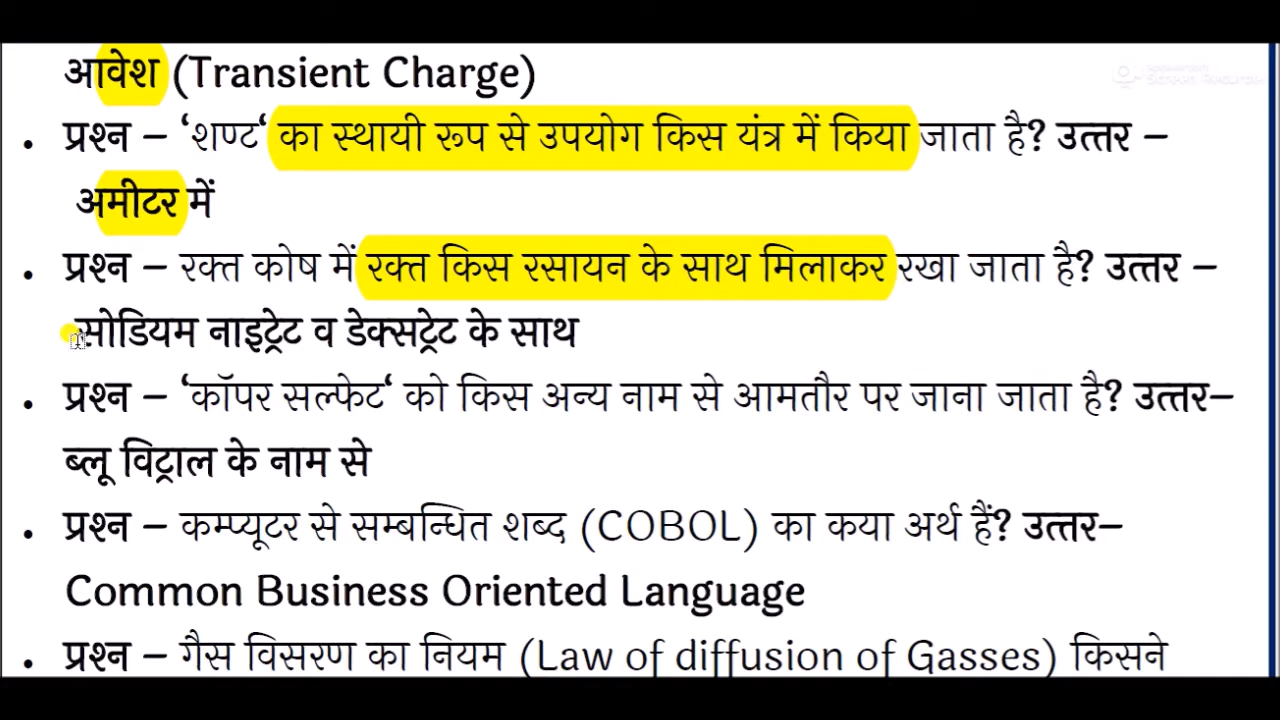 आवेश (Transient Charge)
• प्रश्न – ‘शण्ट‘ का स्थायी रूप से उपयोग किस यंत्र में किया जाता है? उत्तर –
अमीटर में
• प्रश्न – रक्त कोष में रक्त किस रसायन के साथ मिलाकर रखा जाता है? उत्तर –
सोडियम नाइट्रेट व डेक्सट्रेट के साथ
• प्रश्न – ‘कॉपर सल्फेट‘ को किस अन्य नाम से आमतौर पर जाना जाता है? उत्तर–
ब्लू विट्राल के नाम से
• प्रश्न – कम्प्यूटर से सम्बन्धित शब्द (COBOL) का कया अर्थ हैं? उत्तर–
Common Business Oriented Language
• प्रश्न – गैस विसरण का नियम (Law of diffusion of Gasses) किसने